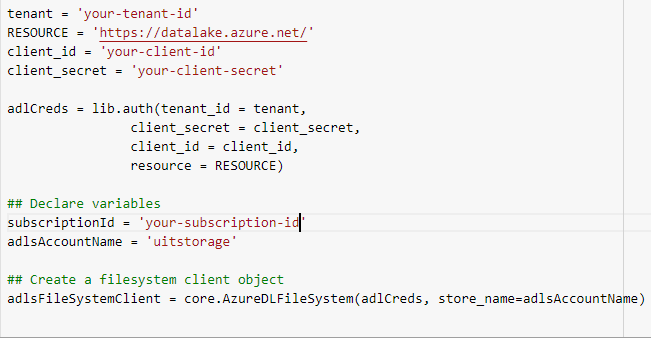 tenant = 'your-tenant-id'
RESOURCE = 'https://datalake.azure.net/'
client_id = 'your-client-id'
client_secret = 'your-client-secret'
adlCreds = lib.auth(tenant_id = tenant,
client_secret = client_secret,
client_id = client_id,
resource = RESOURCE)
## Declare variables
subscriptionId = 'your-subscription-id'
adlsAccountName = 'uitstorage'
## Create a filesystem client object
adlsFileSystemClient = core.AzureDLFileSystem(adlCreds, store_name=adlsAccountName)